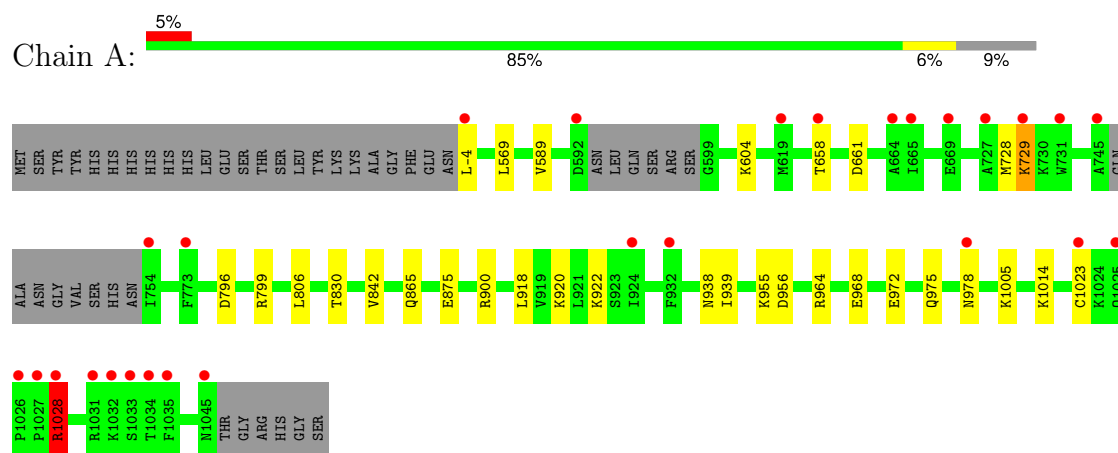 5%
Chain A:
85% 6% 9%
MET SER TYR TYR HIS HIS HIS HIS HIS HIS HIS LEU GLU SER THR SER LEU TYR LYS LYS ALA GLY PHE GLU ASN L-4 L569 V589 D592 ASN LEU GLN SER ARG SER G599 K604 M619 T658 D661 A664 I665 E669 A727 M728 K729 K730 W731 A745 GLN
ALA ASN GLY VAL SER HIS ASN I754 F773 D796 R799 L806 T830 V842 Q865 E875 R900 L918 V919 K920 L921 K922 S923 I924 F932 N938 I939 K955 D956 R964 E968 E972 Q975 N978 K1005 K1014 C1023 K1024
P1026 P1027 R1028 R1031 K1032 S1033 T1034 F1035 N1045 THR GLY ARG HIS GLY SER